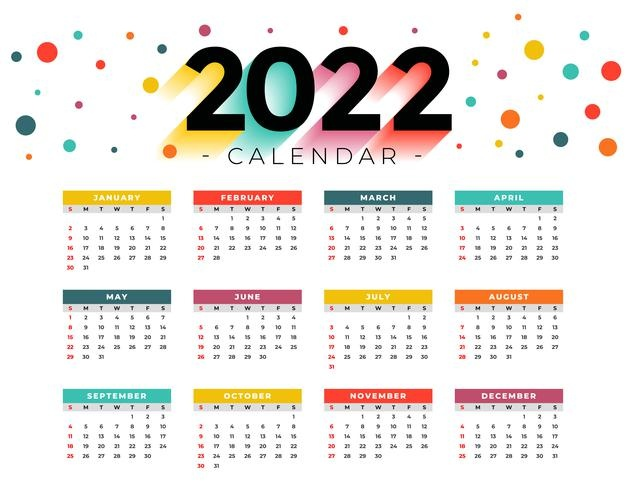 2022
- CALENDAR -
JANUARY
S M T W T F S
1
2 3 4 5 6 7 8
9 10 11 12 13 14 15
16 17 18 19 20 21 22
23 24 25 26 27 28 29
30 31
FEBRUARY
S M T W T F S
1 2 3 4 5
6 7 8 9 10 11 12
13 14 15 16 17 18 19
20 21 22 23 24 25 26
27 28
MARCH
S M T W T F S
1 2 3 4 5
6 7 8 9 10 11 12
13 14 15 16 17 18 19
20 21 22 23 24 25 26
27 28 29 30 31
APRIL
S M T W T F S
1 2
3 4 5 6 7 8 9
10 11 12 13 14 15 16
17 18 19 20 21 22 23
24 25 26 27 28 29 30
MAY
S M T W T F S
1 2 3 4 5 6 7
8 9 10 11 12 13 14
15 16 17 18 19 20 21
22 23 24 25 26 27 28
29 30 31
JUNE
S M T W T F S
1 2 3 4
5 6 7 8 9 10 11
12 13 14 15 16 17 18
19 20 21 22 23 24 25
26 27 28 29 30
JULY
S M T W T F S
1 2
3 4 5 6 7 8 9
10 11 12 13 14 15 16
17 18 19 20 21 22 23
24 25 26 27 28 29 30
31
AUGUST
S M T W T F S
1 2 3 4 5 6
7 8 9 10 11 12 13
14 15 16 17 18 19 20
21 22 23 24 25 26 27
28 29 30 31
SEPTEMBER
S M T W T F S
1 2 3
4 5 6 7 8 9 10
11 12 13 14 15 16 17
18 19 20 21 22 23 24
25 26 27 28 29 30
OCTOBER
S M T W T F S
1
2 3 4 5 6 7 8
9 10 11 12 13 14 15
16 17 18 19 20 21 22
23 24 25 26 27 28 29
30 31
NOVEMBER
S M T W T F S
1 2 3 4 5
6 7 8 9 10 11 12
13 14 15 16 17 18 19
20 21 22 23 24 25 26
27 28 29 30
DECEMBER
S M T W T F S
1 2 3
4 5 6 7 8 9 10
11 12 13 14 15 16 17
18 19 20 21 22 23 24
25 26 27 28 29 30 31